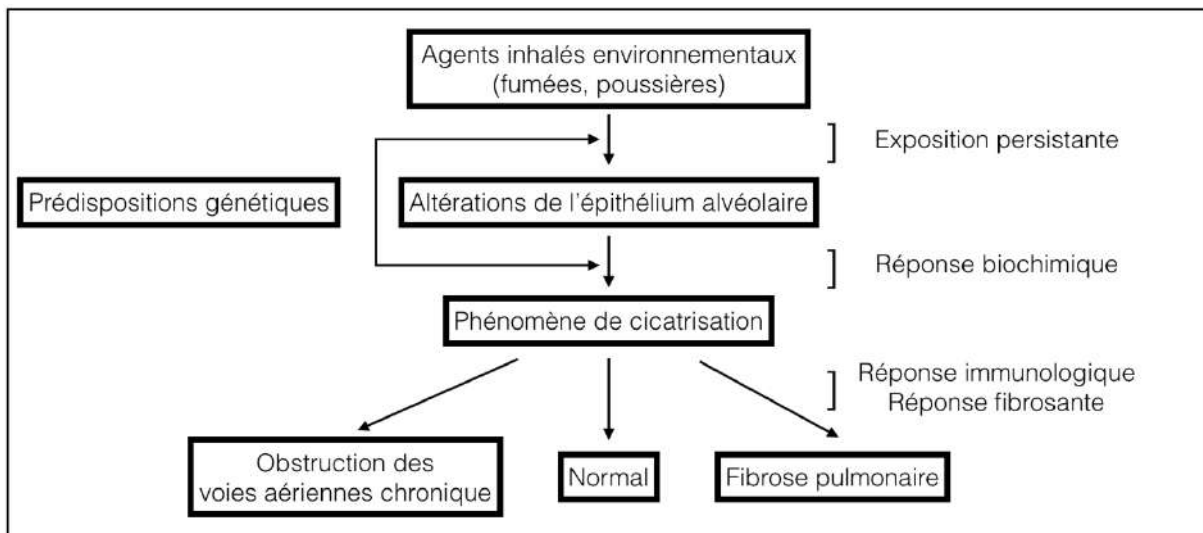 Agents inhalés environnementaux
(fumées, poussières)
Exposition persistante
Prédispositions génétiques
Altérations de l'épithélium alvéolaire
Réponse biochimique
Phénomène de cicatrisation
Réponse immunologique
Réponse fibrosante
Obstruction des
voies aériennes chronique
Normal
Fibrose pulmonaire